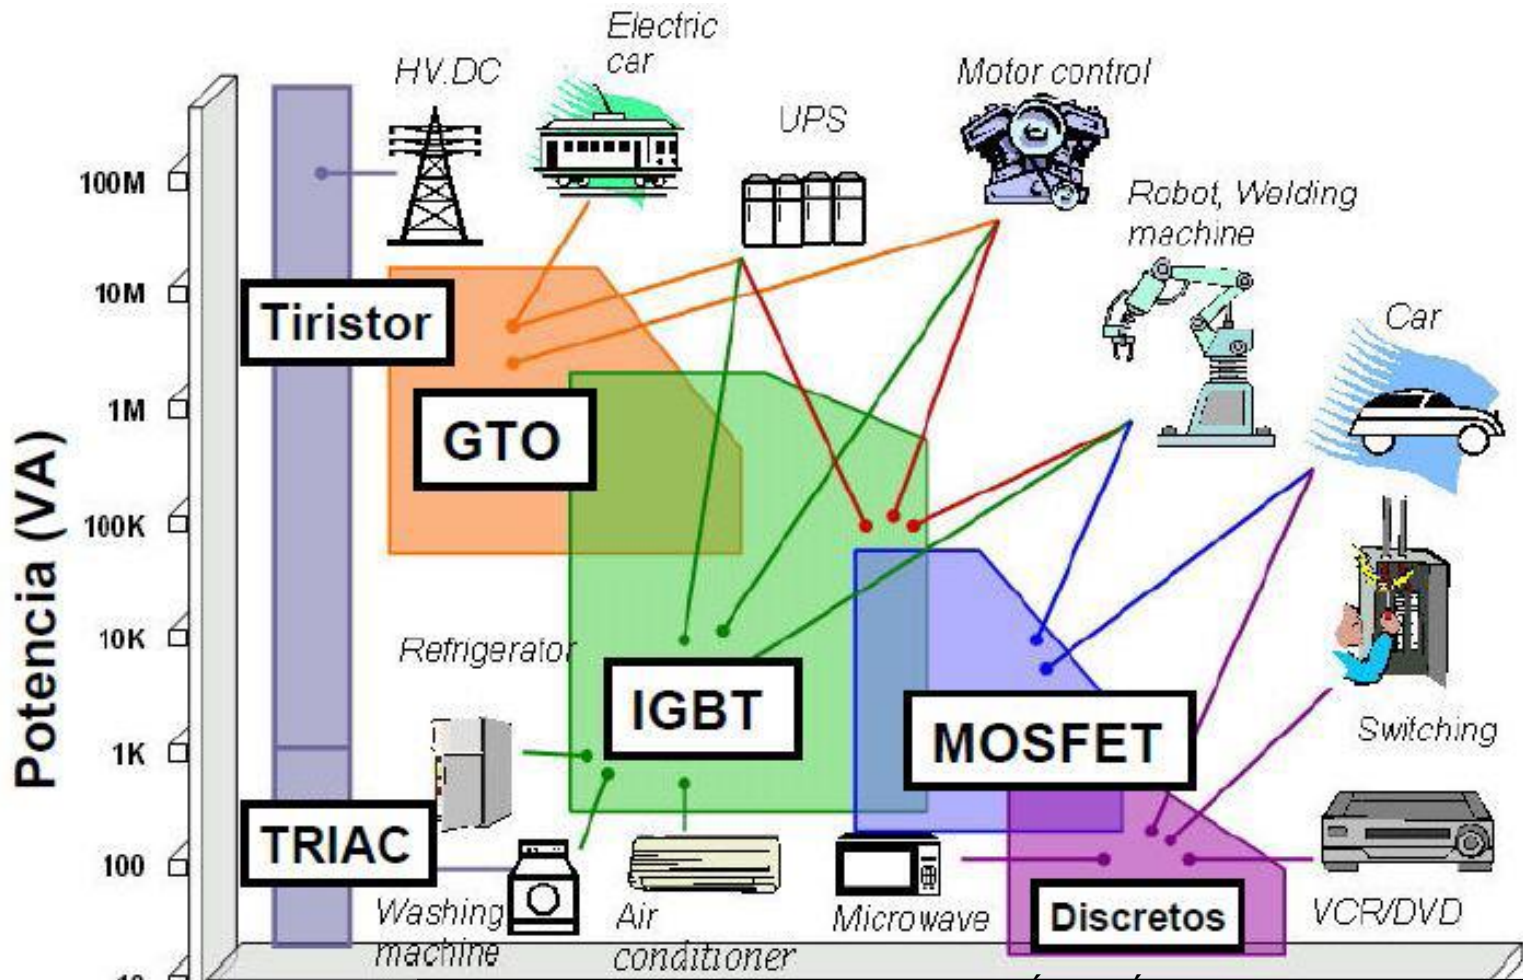 Electric
car
HV.DC
Motor control
UPS
100M
Robot, Welding
machine
10M
Tiristor
Car
1M
GTO
Potencia (VA)
100K
10K
Refrigerator
IGBT
MOSFET
Switching
1K
TRIAC
100
Washing
machine
Air
conditioner
Microwave
Discretos
VCR/DVD
10